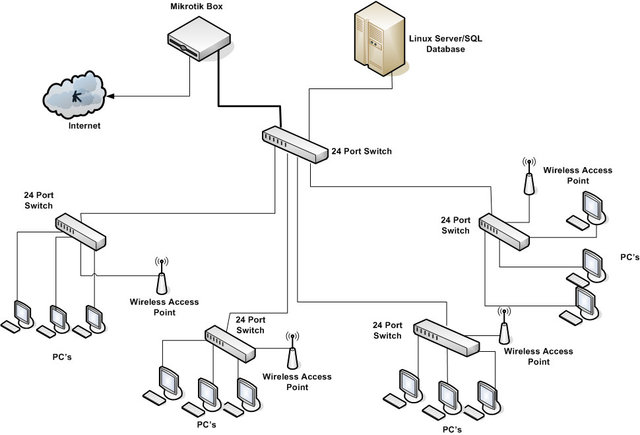 Mikrotik Box
Linux Server/SQL
Database
Internet
24 Port Switch
Wireless Access
Point
24 Port
Switch
24 Port
Switch
PC's
Wireless Access
Point
24 Port
Switch
24 Port
Switch
Wireless Access
Point
PC's
Wireless Access
Point
PC's
PC's